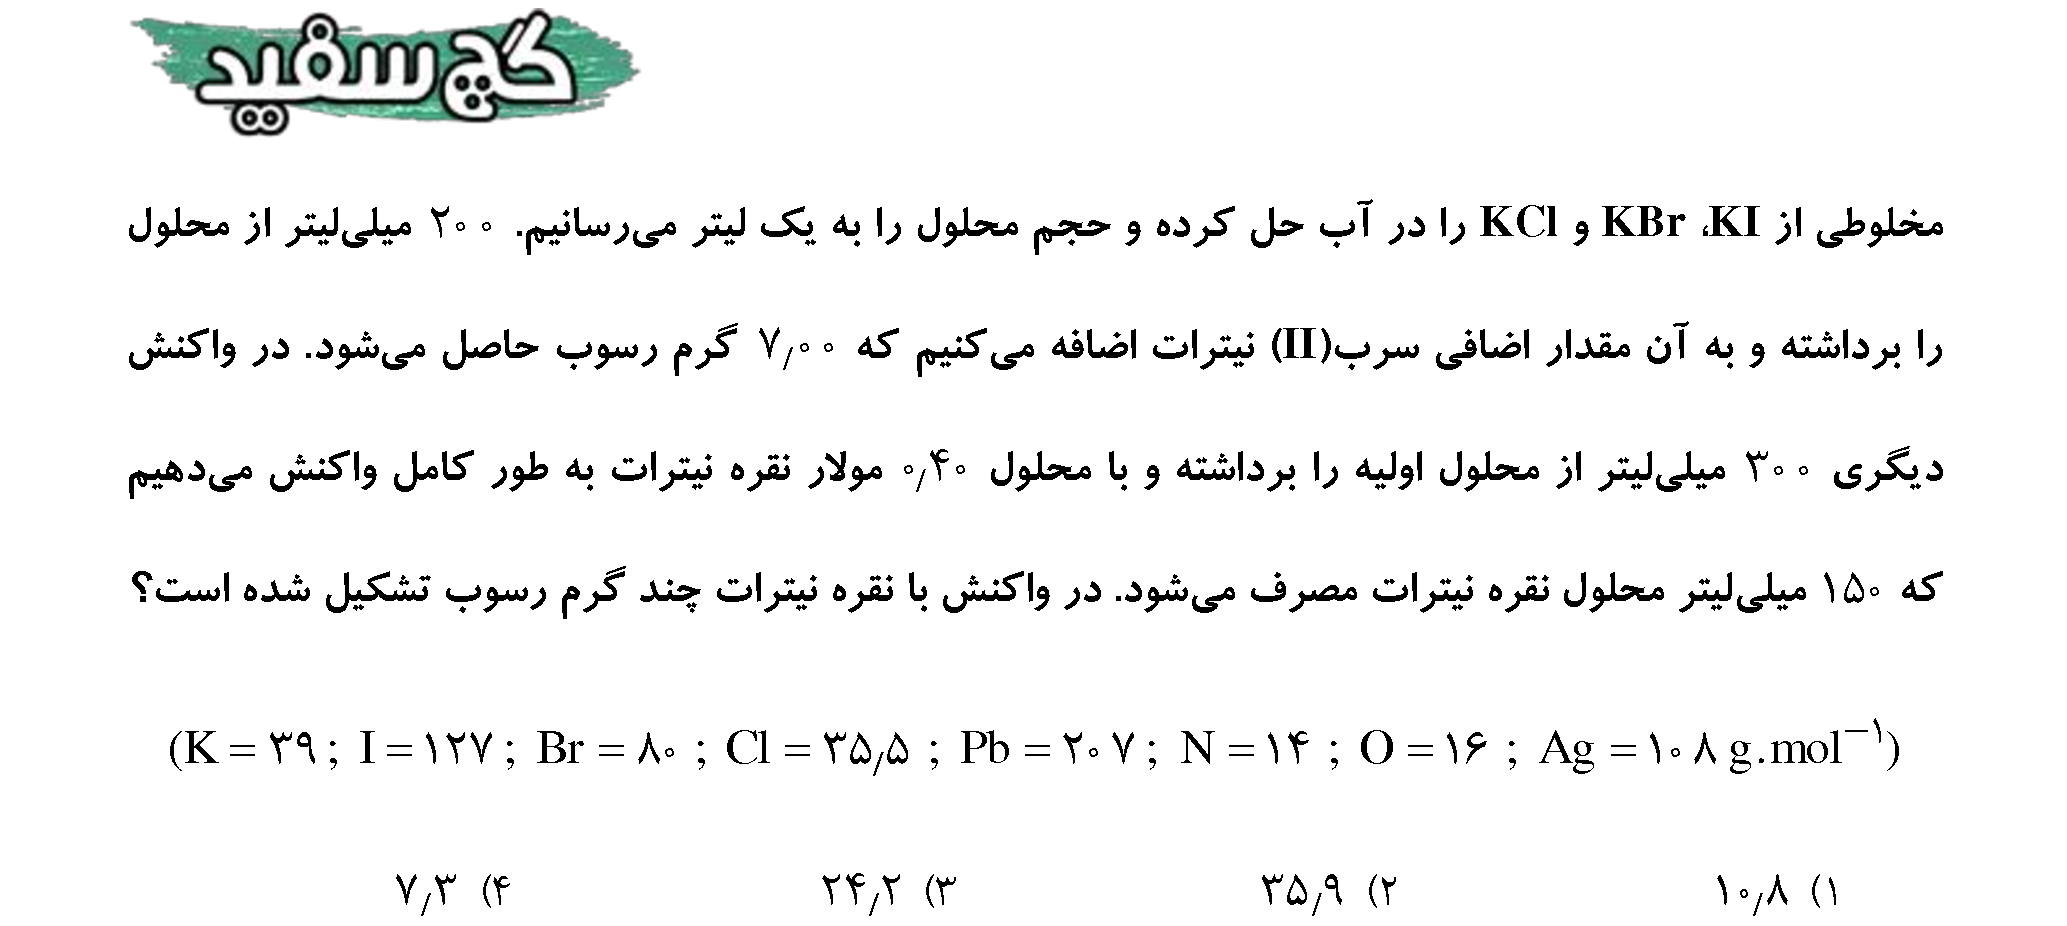 گچ سفید
مخلوطی از KBr ،KI و KCl را در آب حل کرده و حجم محلول را به یک لیتر می‌رسانیم. ۲۰۰ میلی‌لیتر از محلول
را برداشته و به آن مقدار اضافی سرب(II) نیترات اضافه می‌کنیم که ۷٫۰۰ گرم رسوب حاصل می‌شود. در واکنش
دیگری ۳۰۰ میلی‌لیتر از محلول اولیه را برداشته و با محلول ۰٫۴۰ مولار نقره نیترات به طور کامل واکنش می‌دهیم
که ۱۵۰ میلی‌لیتر محلول نقره نیترات مصرف می‌شود. در واکنش با نقره نیترات چند گرم رسوب تشکیل شده است؟
(K = ۳۹ ; I = ۱۲۷ ; Br = ۸۰ ; Cl = ۳۵٫۵ ; Pb = ۲۰۷ ; N = ۱۴ ; O = ۱۶ ; Ag = ۱۰۸ g.mol⁻¹)
۱) ۱۰٫۸ ۲) ۳۵٫۹ ۳) ۲۴٫۲ ۴) ۷٫۳